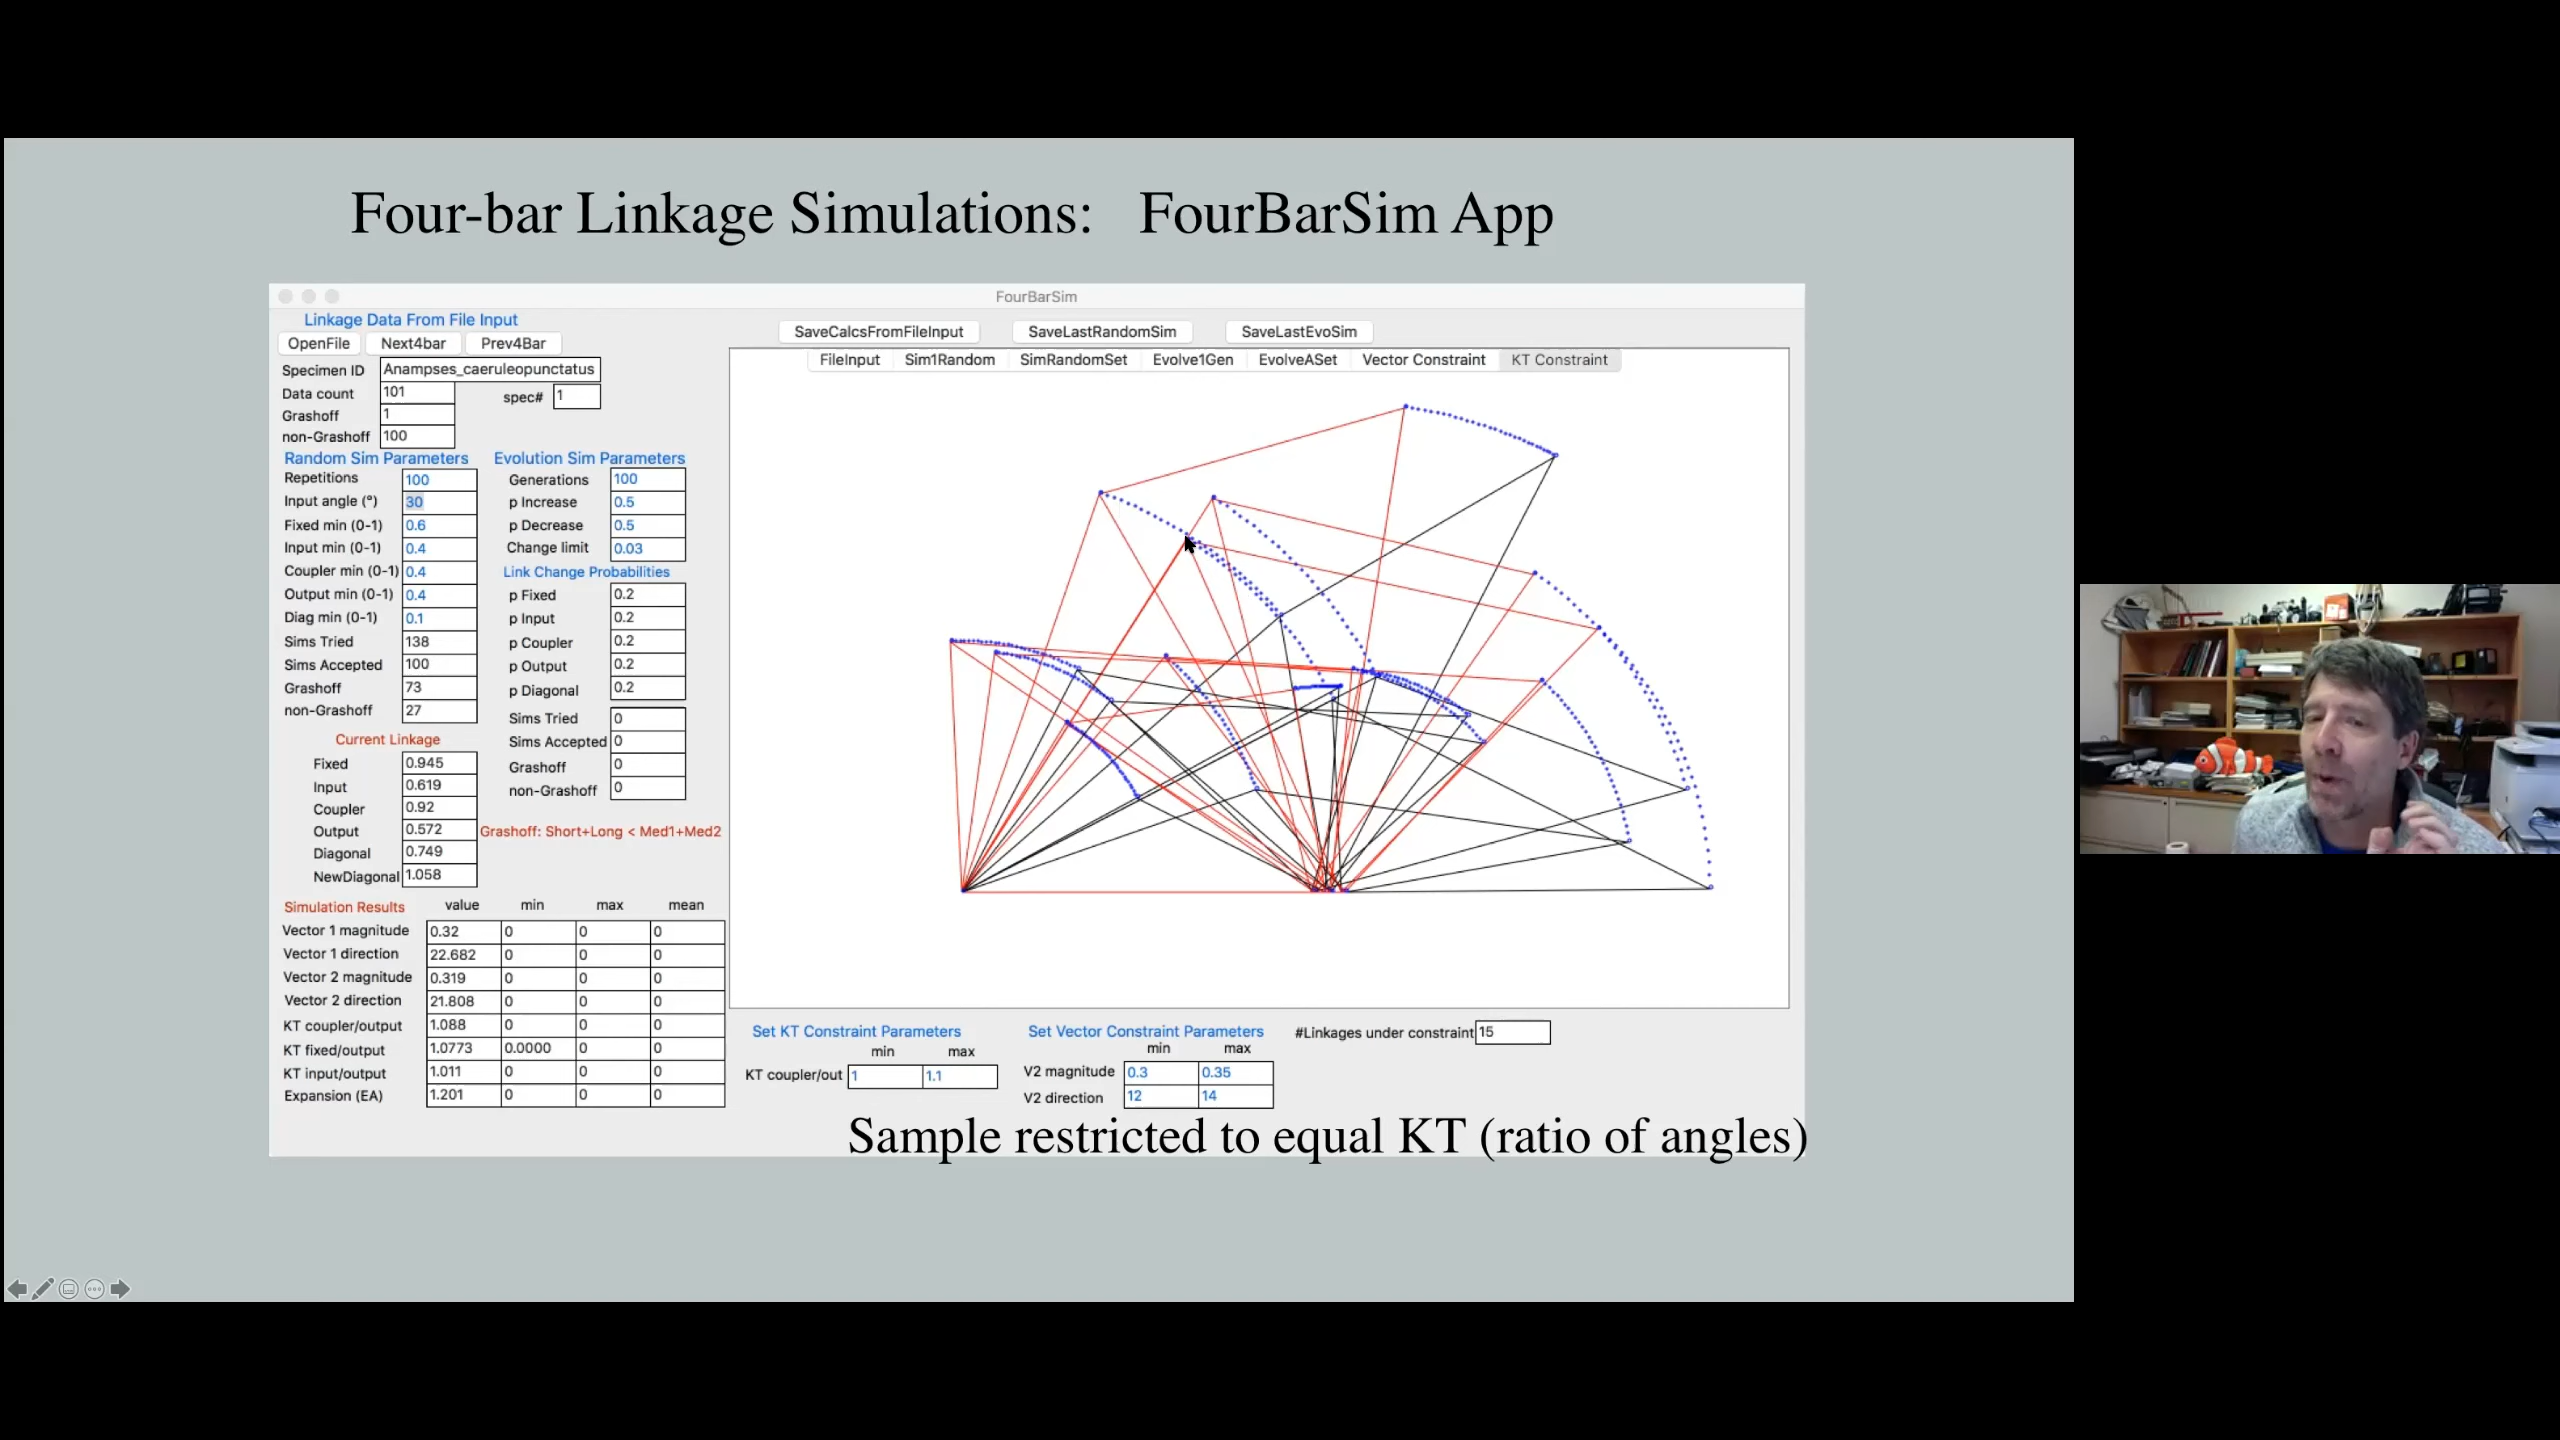 Four-bar Linkage Simulations: FourBarSim App
FourBarSim
Linkage Data From File Input
OpenFile Next4bar Prev4Bar
Specimen ID Anampses_caeruleopunctatus
Data count 101 spec# 1
Grashoff 1
non-Grashoff 100
Random Sim Parameters
Repetitions 100
Input angle (°) 30
Fixed min (0-1) 0.6
Input min (0-1) 0.4
Coupler min (0-1) 0.4
Output min (0-1) 0.4
Diag min (0-1) 0.1
Sims Tried 138
Sims Accepted 100
Grashoff 73
non-Grashoff 27
Evolution Sim Parameters
Generations 100
p Increase 0.5
p Decrease 0.5
Change limit 0.03
Link Change Probabilities
p Fixed 0.2
p Input 0.2
p Coupler 0.2
p Output 0.2
p Diagonal 0.2
Sims Tried 0
Sims Accepted 0
Grashoff 0
non-Grashoff 0
Current Linkage
Fixed 0.945
Input 0.619
Coupler 0.92
Output 0.572
Diagonal 0.749
NewDiagonal 1.058
Grashoff: Short+Long < Med1+Med2
Simulation Results value min max mean
Vector 1 magnitude 0.32 0 0 0
Vector 1 direction 22.682 0 0 0
Vector 2 magnitude 0.319 0 0 0
Vector 2 direction 21.808 0 0 0
KT coupler/output 1.088 0 0 0
KT fixed/output 1.0773 0.0000 0 0
KT input/output 1.011 0 0 0
Expansion (EA) 1.201 0 0 0
SaveCalcsFromFileInput SaveLastRandomSim SaveLastEvoSim
FileInput Sim1Random SimRandomSet Evolve1Gen EvolveASet Vector Constraint KT Constraint
Set KT Constraint Parameters
min max
KT coupler/out 1 1.1
Set Vector Constraint Parameters
min max
V2 magnitude 0.3 0.35
V2 direction 12 14
#Linkages under constraint 15
Sample restricted to equal KT (ratio of angles)